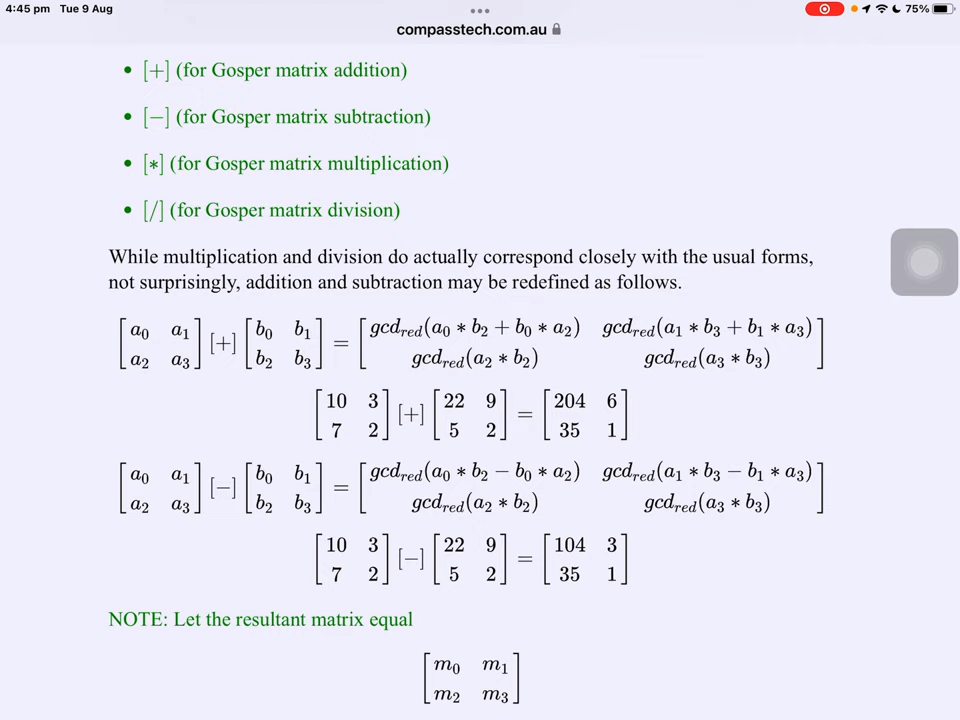 4:45 pm Tue 9 Aug
75%
compasstech.com.au
• [+] (for Gosper matrix addition)
• [−] (for Gosper matrix subtraction)
• [∗] (for Gosper matrix multiplication)
• [/] (for Gosper matrix division)
While multiplication and division do actually correspond closely with the usual forms,
not surprisingly, addition and subtraction may be redefined as follows.
[a₀ a₁; a₂ a₃] [+] [b₀ b₁; b₂ b₃] = [gcd_red(a₀ ∗ b₂ + b₀ ∗ a₂) gcd_red(a₁ ∗ b₃ + b₁ ∗ a₃); gcd_red(a₂ ∗ b₂) gcd_red(a₃ ∗ b₃)]
[10 3; 7 2] [+] [22 9; 5 2] = [204 6; 35 1]
[a₀ a₁; a₂ a₃] [−] [b₀ b₁; b₂ b₃] = [gcd_red(a₀ ∗ b₂ − b₀ ∗ a₂) gcd_red(a₁ ∗ b₃ − b₁ ∗ a₃); gcd_red(a₂ ∗ b₂) gcd_red(a₃ ∗ b₃)]
[10 3; 7 2] [−] [22 9; 5 2] = [104 3; 35 1]
NOTE: Let the resultant matrix equal
[m₀ m₁; m₂ m₃]